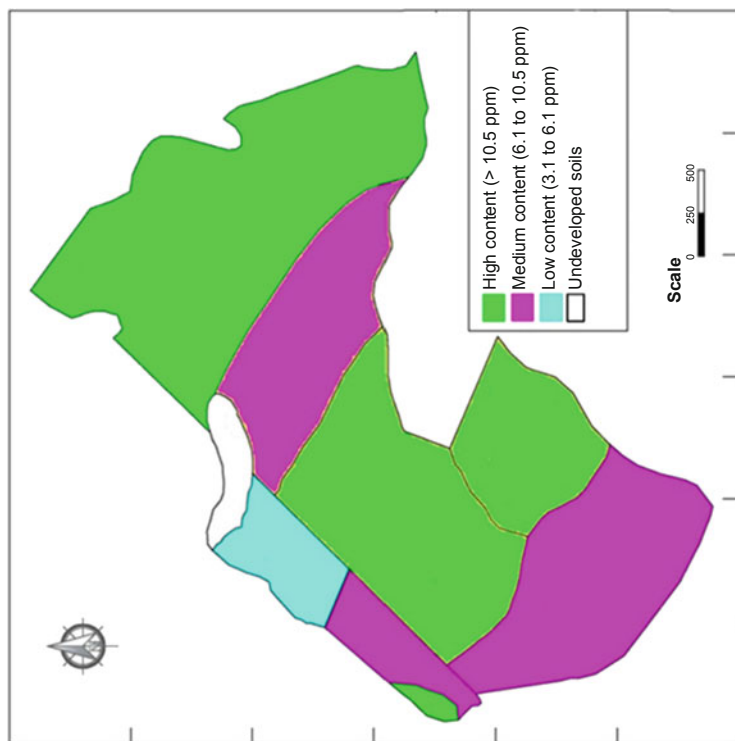 High content (> 10.5 ppm)
Medium content (6.1 to 10.5 ppm)
Low content (3.1 to 6.1 ppm)
Undeveloped soils
Scale
0 250 500